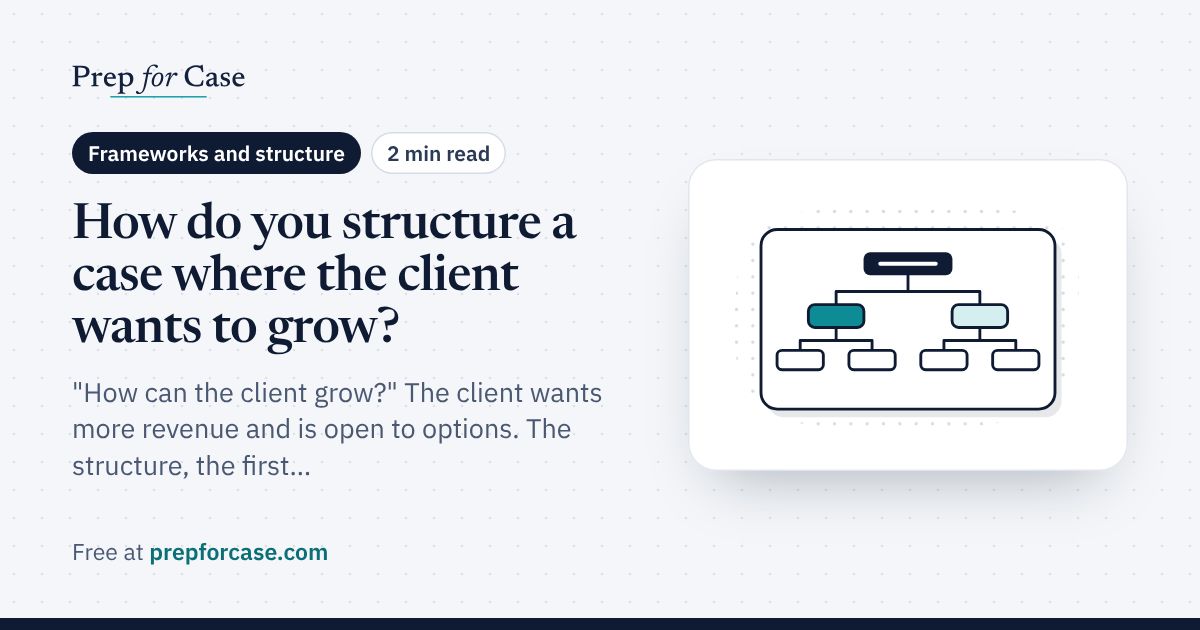 Prep for Case
Frameworks and structure
2 min read
How do you structure a
case where the client
wants to grow?
"How can the client grow?" The client wants
more revenue and is open to options. The
structure, the first...
Free at prepforcase.com